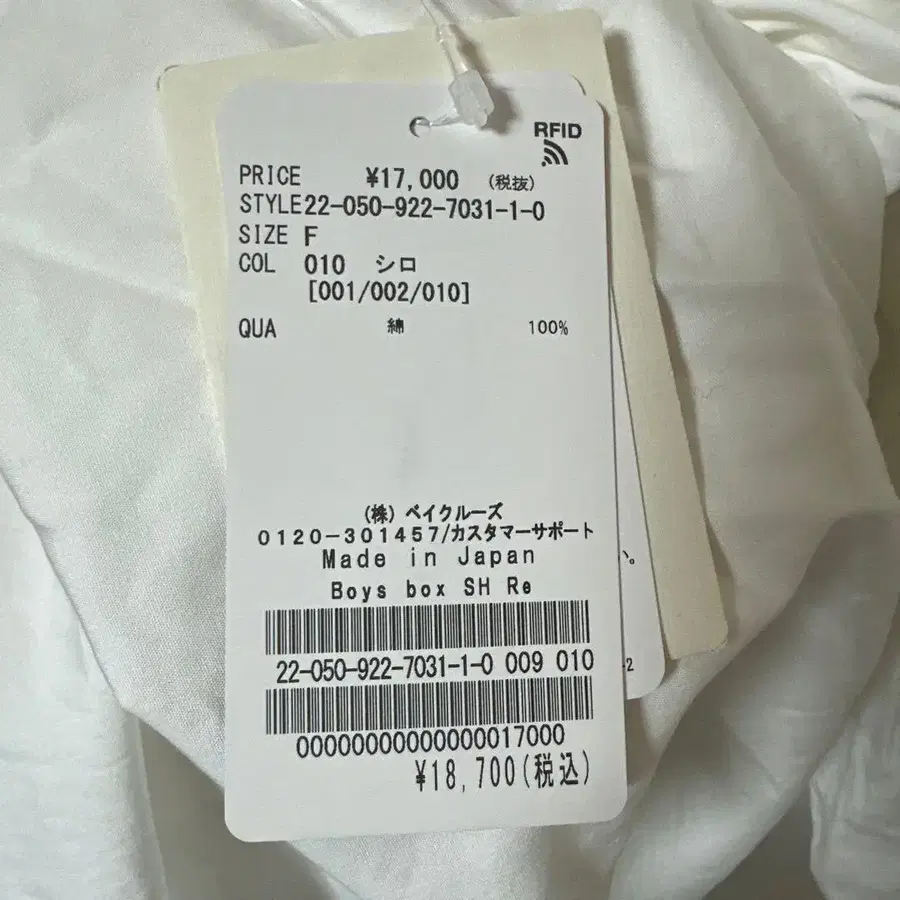 RFID
PRICE ¥17,000 (税抜)
STYLE22-050-922-7031-1-0
SIZE F
COL 010 シロ
[001/002/010]
QUA 綿 100%
(株)ベイクルーズ
0120-301457/カスタマーサポート
Made in Japan
Boys box SH Re
22-050-922-7031-1-0 009 010
00000000000000017000
¥18,700(税込)
い。
-2